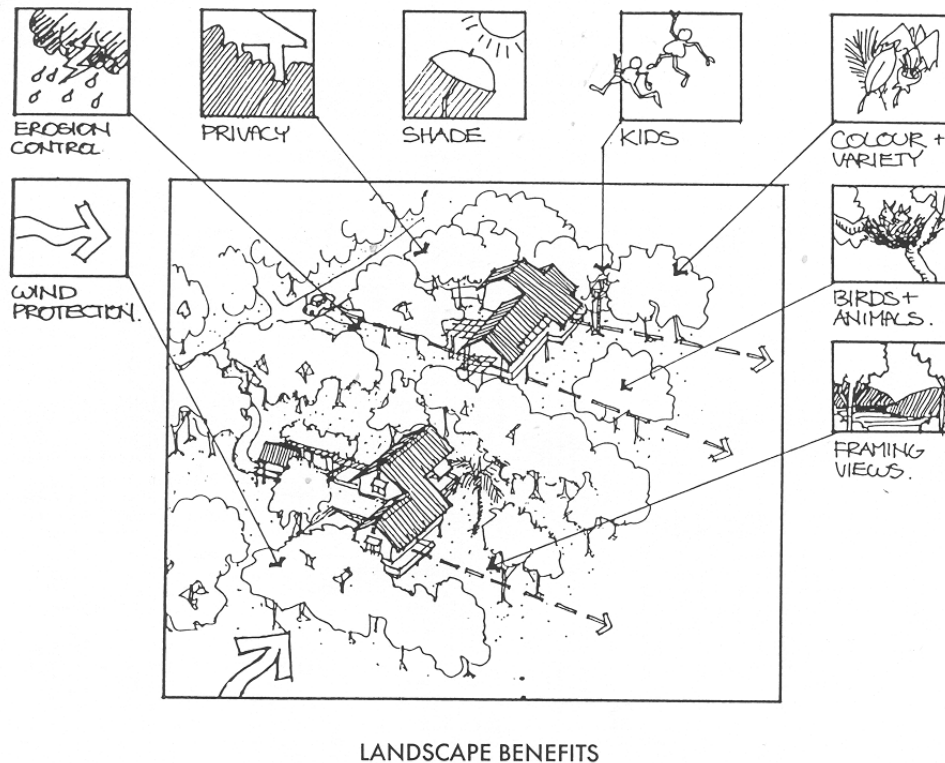 EROSION
CONTROL
PRIVACY
SHADE
KIDS
COLOUR +
VARIETY
WIND
PROTECTION.
BIRDS +
ANIMALS.
FRAMING
VIEWS.
LANDSCAPE BENEFITS